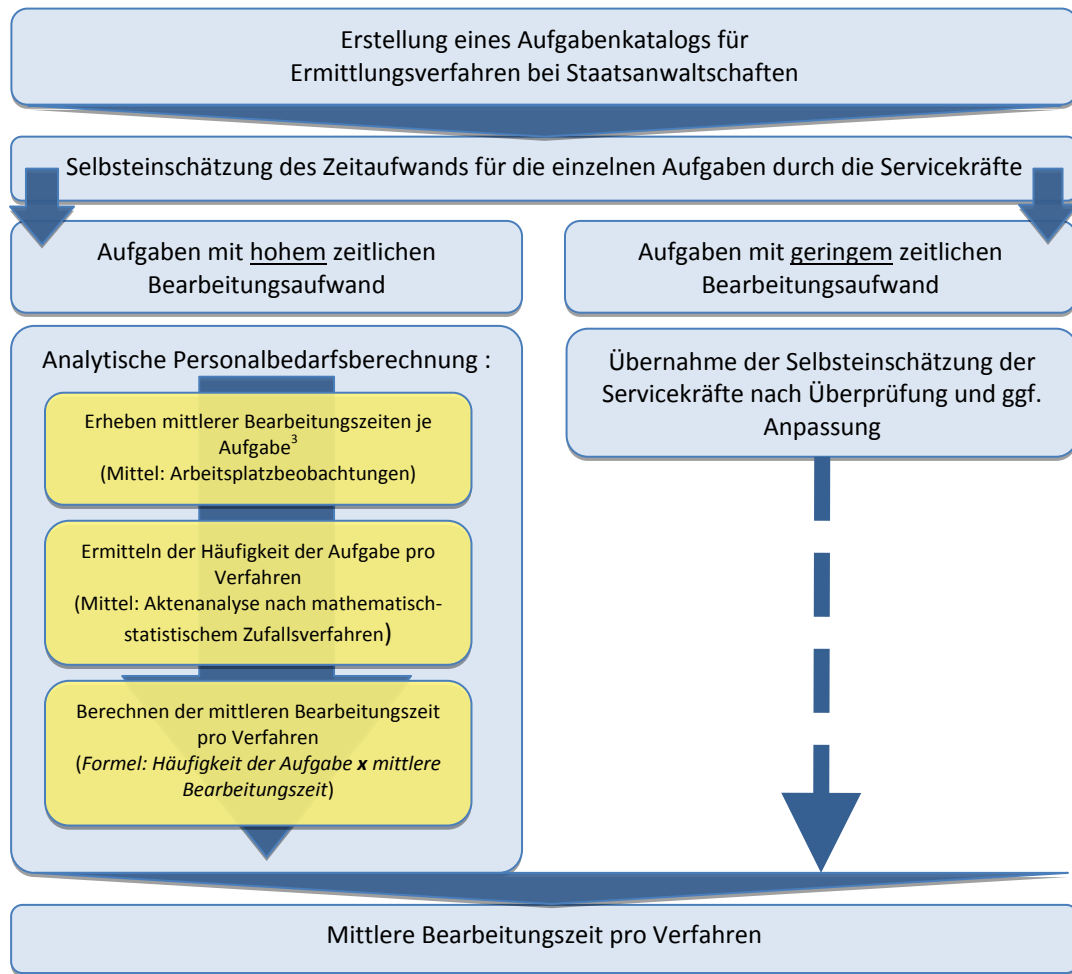 Erstellung eines Aufgabenkatalogs für
Ermittlungsverfahren bei Staatsanwaltschaften
Selbsteinschätzung des Zeitaufwands für die einzelnen Aufgaben durch die Servicekräfte
Aufgaben mit hohem zeitlichen
Bearbeitungsaufwand
Aufgaben mit geringem zeitlichen
Bearbeitungsaufwand
Analytische Personalbedarfsberechnung :
Erheben mittlerer Bearbeitungszeiten je
Aufgabe³
(Mittel: Arbeitsplatzbeobachtungen)
Ermitteln der Häufigkeit der Aufgabe pro
Verfahren
(Mittel: Aktenanalyse nach mathematisch-
statistischem Zufallsverfahren)
Berechnen der mittleren Bearbeitungszeit
pro Verfahren
(Formel: Häufigkeit der Aufgabe x mittlere
Bearbeitungszeit)
Übernahme der Selbsteinschätzung der
Servicekräfte nach Überprüfung und ggf.
Anpassung
Mittlere Bearbeitungszeit pro Verfahren